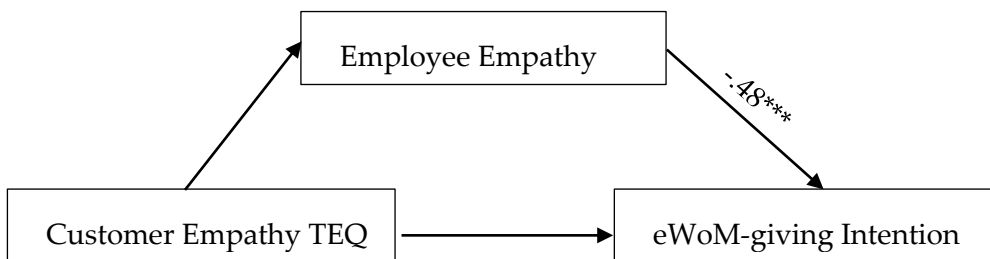 Employee Empathy
-.48***
Customer Empathy TEQ
eWoM-giving Intention